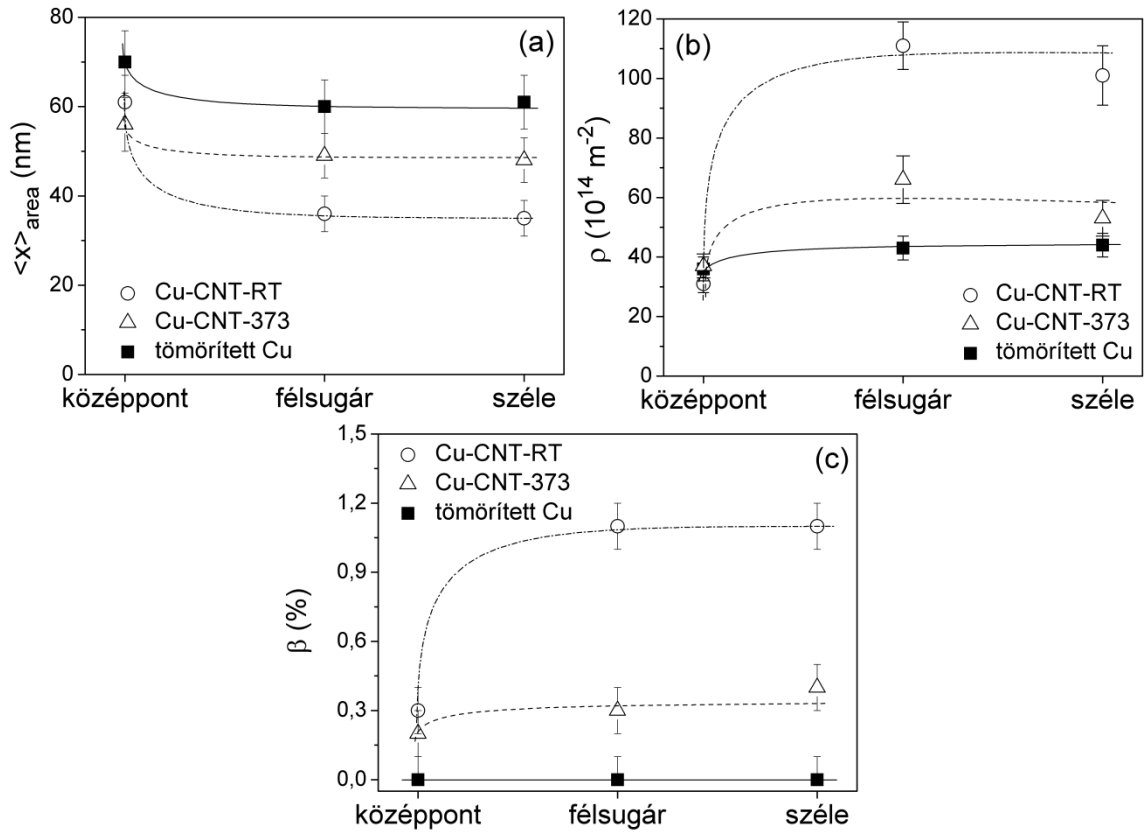 (a)
80
60
40
20
0
<x>area (nm)
Cu-CNT-RT
Cu-CNT-373
tömörített Cu
középpont félsugár széle
(b)
120
100
80
60
40
20
0
ρ (10^14 m^-2)
Cu-CNT-RT
Cu-CNT-373
tömörített Cu
középpont félsugár széle
(c)
1,5
1,2
0,9
0,6
0,3
0,0
β (%)
Cu-CNT-RT
Cu-CNT-373
tömörített Cu
középpont félsugár széle